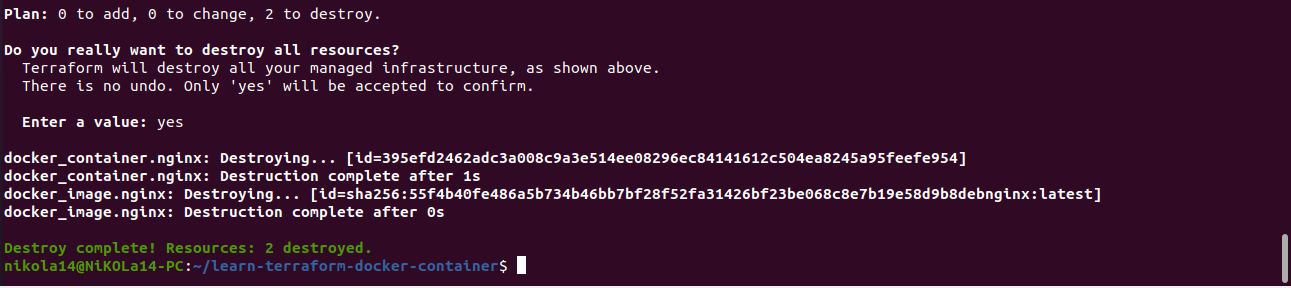 Plan: 0 to add, 0 to change, 2 to destroy.
Do you really want to destroy all resources?
Terraform will destroy all your managed infrastructure, as shown above.
There is no undo. Only 'yes' will be accepted to confirm.
Enter a value: yes
docker_container.nginx: Destroying... [id=395efd2462adc3a008c9a3e514ee08296ec84141612c504ea8245a95feefe954]
docker_container.nginx: Destruction complete after 1s
docker_image.nginx: Destroying... [id=sha256:55f4b40fe486a5b734b46bb7bf28f52fa31426bf23be068c8e7b19e58d9b8debnginx:latest]
docker_image.nginx: Destruction complete after 0s
Destroy complete! Resources: 2 destroyed.
nikola14@NiKOLa14-PC:~/learn-terraform-docker-container$